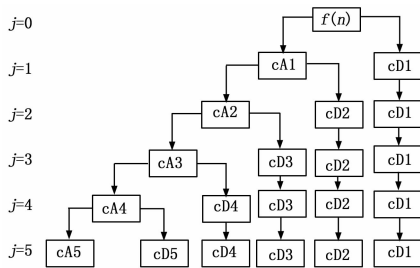 j=0 f(n)
j=1 cA1 cD1
j=2 cA2 cD2 cD1
j=3 cA3 cD3 cD2 cD1
j=4 cA4 cD4 cD3 cD2 cD1
j=5 cA5 cD5 cD4 cD3 cD2 cD1